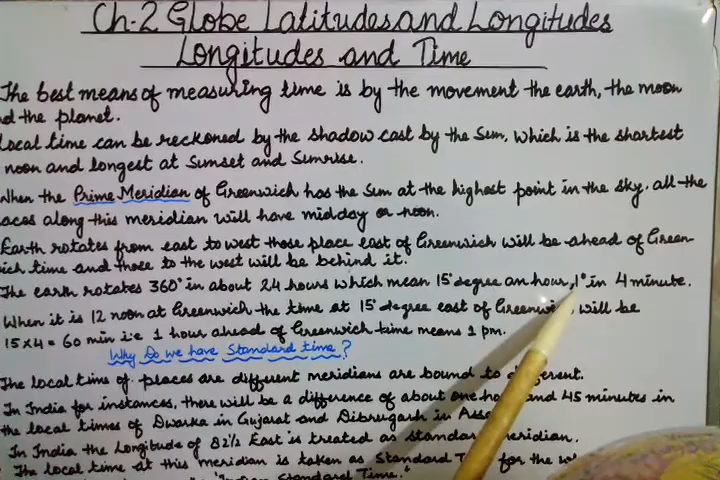 Ch-2 Globe Latitudes and Longitudes
Longitudes and Time
The best means of measuring time is by the movement the earth, the moon
the planet.
Local time can be reckoned by the shadow cast by the Sun, which is the shortest
noon and longest at Sunset and Sunrise.
When the Prime Meridian of Greenwich has the Sun at the highest point in the sky, all the
along this meridian will have midday or noon.
Earth rotates from east to west those place east of Greenwich will be ahead of Green-
wich time and those to the west will be behind it.
The earth rotates 360° in about 24 hours which mean 15° degree an hour, 1° in 4 minute.
When it is 12 noon at Greenwich the time at 15° degree east of will be
15 x 4 = 60 min i.e 1 hour ahead of Greenwich time means 1 pm.
Why Do we have Standard time?
The local time of places are different meridians are bound to
In India for instances, there will be a difference of about one hour and 45 minutes in
the local times of Dwarka in Gujarat and Dibrugarh in
In India the Longitude of 82½ East is treated as
The local time at this meridian is taken as Standard for the
Standard Time."